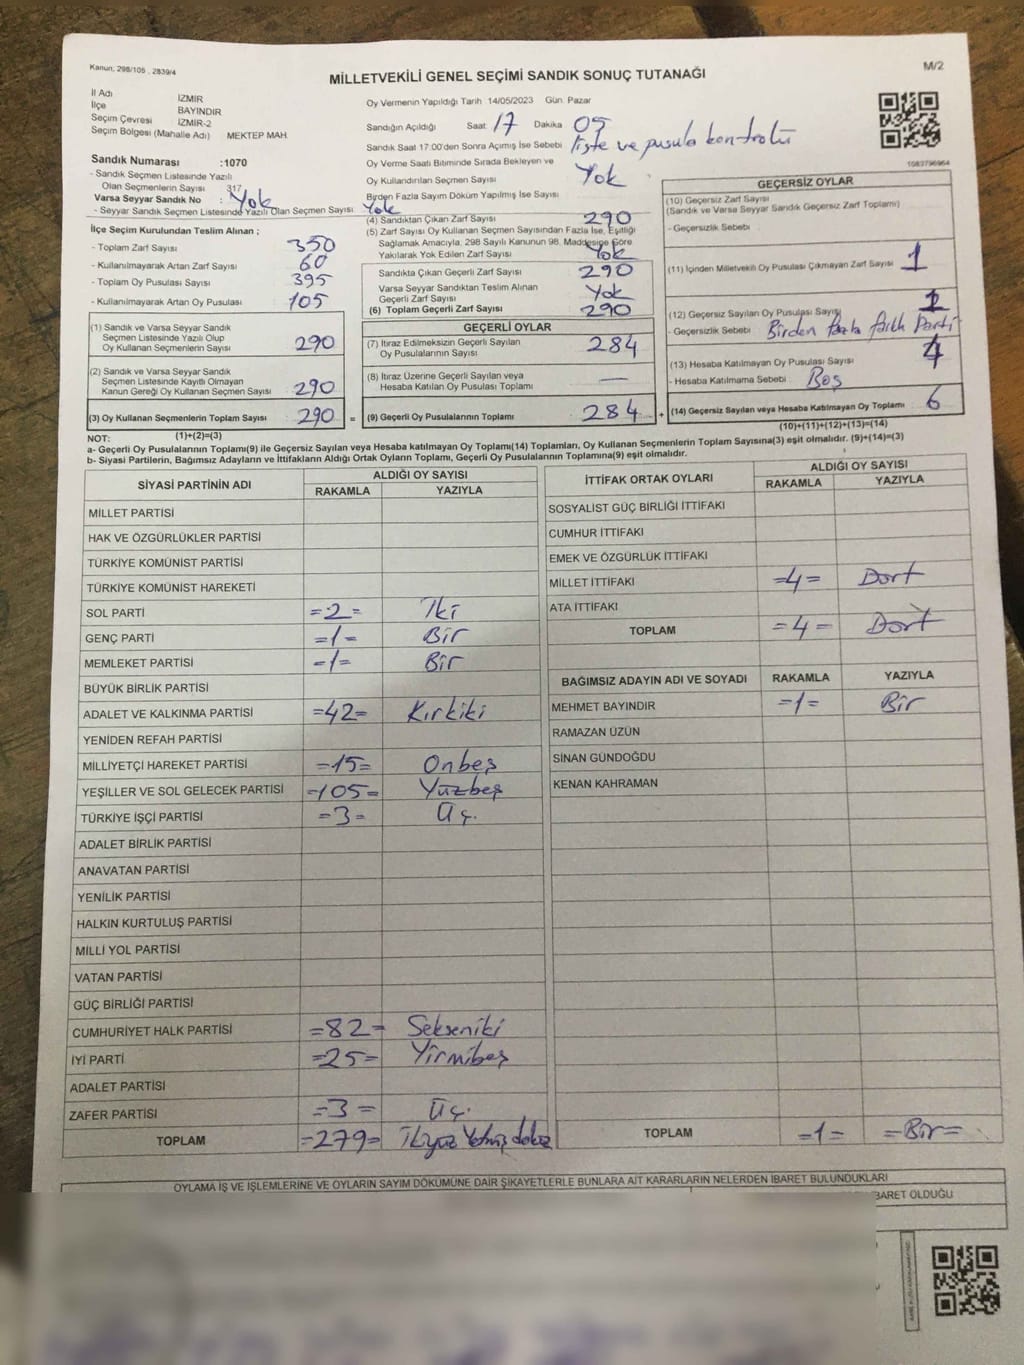 Kanun: 298/105 , 2839/4
MİLLETVEKİLİ GENEL SEÇİMİ SANDIK SONUÇ TUTANAĞI
M/2
İl Adı İZMİR
İlçe BAYINDIR
Seçim Çevresi İZMİR-2
Seçim Bölgesi (Mahalle Adı) MEKTEP MAH.
Sandık Numarası :1070
- Sandık Seçmen Listesinde Yazılı
Olan Seçmenlerin Sayısı 317
Varsa Seyyar Sandık No : Yok
- Seyyar Sandık Seçmen Listesinde Yazılı Olan Seçmen Sayısı Yok
İlçe Seçim Kurulundan Teslim Alınan ;
- Toplam Zarf Sayısı 350
- Kullanılmayarak Artan Zarf Sayısı 60
- Toplam Oy Pusulası Sayısı 395
- Kullanılmayarak Artan Oy Pusulası 105
(1) Sandık ve Varsa Seyyar Sandık
Seçmen Listesinde Yazılı Olup
Oy Kullanan Seçmenlerin Sayısı 290
(2) Sandık ve Varsa Seyyar Sandık
Seçmen Listesinde Kayıtlı Olmayan
Kanun Gereği Oy Kullanan Seçmen Sayısı 290
(3) Oy Kullanan Seçmenlerin Toplam Sayısı 290 =
(1)+(2)=(3)
Oy Vermenin Yapıldığı Tarih 14/05/2023 Gün Pazar
Sandığın Açıldığı Saat 17 Dakika 05
Sandık Saat 17:00'den Sonra Açımış İse Sebebi liste ve pusula kontrolü
Oy Verme Saati Bitiminde Sırada Bekleyen ve
Oy Kullandırılan Seçmen Sayısı Yok
Birden Fazla Sayım Döküm Yapılmış İse Sayısı
(4) Sandıktan Çıkan Zarf Sayısı 290
(5) Zarf Sayısı Oy Kullanan Seçmen Sayısından Fazla İse, Eşitliği
Sağlamak Amacıyla, 298 Sayılı Kanunun 98. Maddesine Göre
Yakılarak Yok Edilen Zarf Sayısı Yok
Sandıkta Çıkan Geçerli Zarf Sayısı 290
Varsa Seyyar Sandıktan Teslim Alınan
Geçerli Zarf Sayısı Yok
(6) Toplam Geçerli Zarf Sayısı 290
GEÇERLİ OYLAR
(7) İtiraz Edilmeksizin Geçerli Sayılan
Oy Pusulalarının Sayısı 284
(8) İtiraz Üzerine Geçerli Sayılan veya
Hesaba Katılan Oy Pusulası Toplamı —
(9) Geçerli Oy Pusulalarının Toplamı 284 +
1083796964
GEÇERSİZ OYLAR
(10) Geçersiz Zarf Sayısı
(Sandık ve Varsa Seyyar Sandık Geçersiz Zarf Toplamı)
- Geçersizlik Sebebi
(11) İçinden Milletvekili Oy Pusulası Çıkmayan Zarf Sayısı 1
(12) Geçersiz Sayılan Oy Pusulası Sayısı
- Geçersizlik Sebebi Birden fazla farklı Parti
(13) Hesaba Katılmayan Oy Pusulası Sayısı 4
- Hesaba Katılmama Sebebi Boş
(14) Geçersiz Sayılan veya Hesaba Katılmayan Oy Toplamı 6
(10)+(11)+(12)+(13)=(14)
NOT:
a- Geçerli Oy Pusulalarının Toplamı(9) ile Geçersiz Sayılan veya Hesaba katılmayan Oy Toplamı(14) Toplamları, Oy Kullanan Seçmenlerin Toplam Sayısına(3) eşit olmalıdır. (9)+(14)=(3)
b- Siyasi Partilerin, Bağımsız Adayların ve İttifakların Aldığı Ortak Oyların Toplamı, Geçerli Oy Pusulalarının Toplamına(9) eşit olmalıdır.
SİYASİ PARTİNİN ADI ALDIĞI OY SAYISI
RAKAMLA YAZIYLA
MİLLET PARTİSİ
HAK VE ÖZGÜRLÜKLER PARTİSİ
TÜRKİYE KOMÜNİST PARTİSİ
TÜRKİYE KOMÜNİST HAREKETİ
SOL PARTİ =2= İki
GENÇ PARTİ =1= Bir
MEMLEKET PARTİSİ =1= Bir
BÜYÜK BİRLİK PARTİSİ
ADALET VE KALKINMA PARTİSİ =42= Kırkiki
YENİDEN REFAH PARTİSİ
MİLLİYETÇİ HAREKET PARTİSİ =15= Onbeş
YEŞİLLER VE SOL GELECEK PARTİSİ =105= Yüzbeş
TÜRKİYE İŞÇİ PARTİSİ =3= Üç.
ADALET BİRLİK PARTİSİ
ANAVATAN PARTİSİ
YENİLİK PARTİSİ
HALKIN KURTULUŞ PARTİSİ
MİLLİ YOL PARTİSİ
VATAN PARTİSİ
GÜÇ BİRLİĞİ PARTİSİ
CUMHURİYET HALK PARTİSİ =82= Sekseniki
İYİ PARTİ =25= Yirmibeş
ADALET PARTİSİ
ZAFER PARTİSİ =3= Üç.
TOPLAM =279= İkiyüz Yetmiş dokuz
İTTİFAK ORTAK OYLARI ALDIĞI OY SAYISI
RAKAMLA YAZIYLA
SOSYALİST GÜÇ BİRLİĞİ İTTİFAKI
CUMHUR İTTİFAKI
EMEK VE ÖZGÜRLÜK İTTİFAKI
MİLLET İTTİFAKI =4= Dört
ATA İTTİFAKI
TOPLAM =4= Dört
BAĞIMSIZ ADAYIN ADI VE SOYADI RAKAMLA YAZIYLA
MEHMET BAYINDIR =1= Bir
RAMAZAN ÜZÜN
SİNAN GÜNDOĞDU
KENAN KAHRAMAN
TOPLAM =1= =Bir=
OYLAMA İŞ VE İŞLEMLERİNE VE OYLARIN SAYIM DÖKÜMÜNE DAİR ŞİKAYETLERLE BUNLARA AİT KARARLARIN NELERDEN İBARET BULUNDUKLARI
BARET OLDUĞU